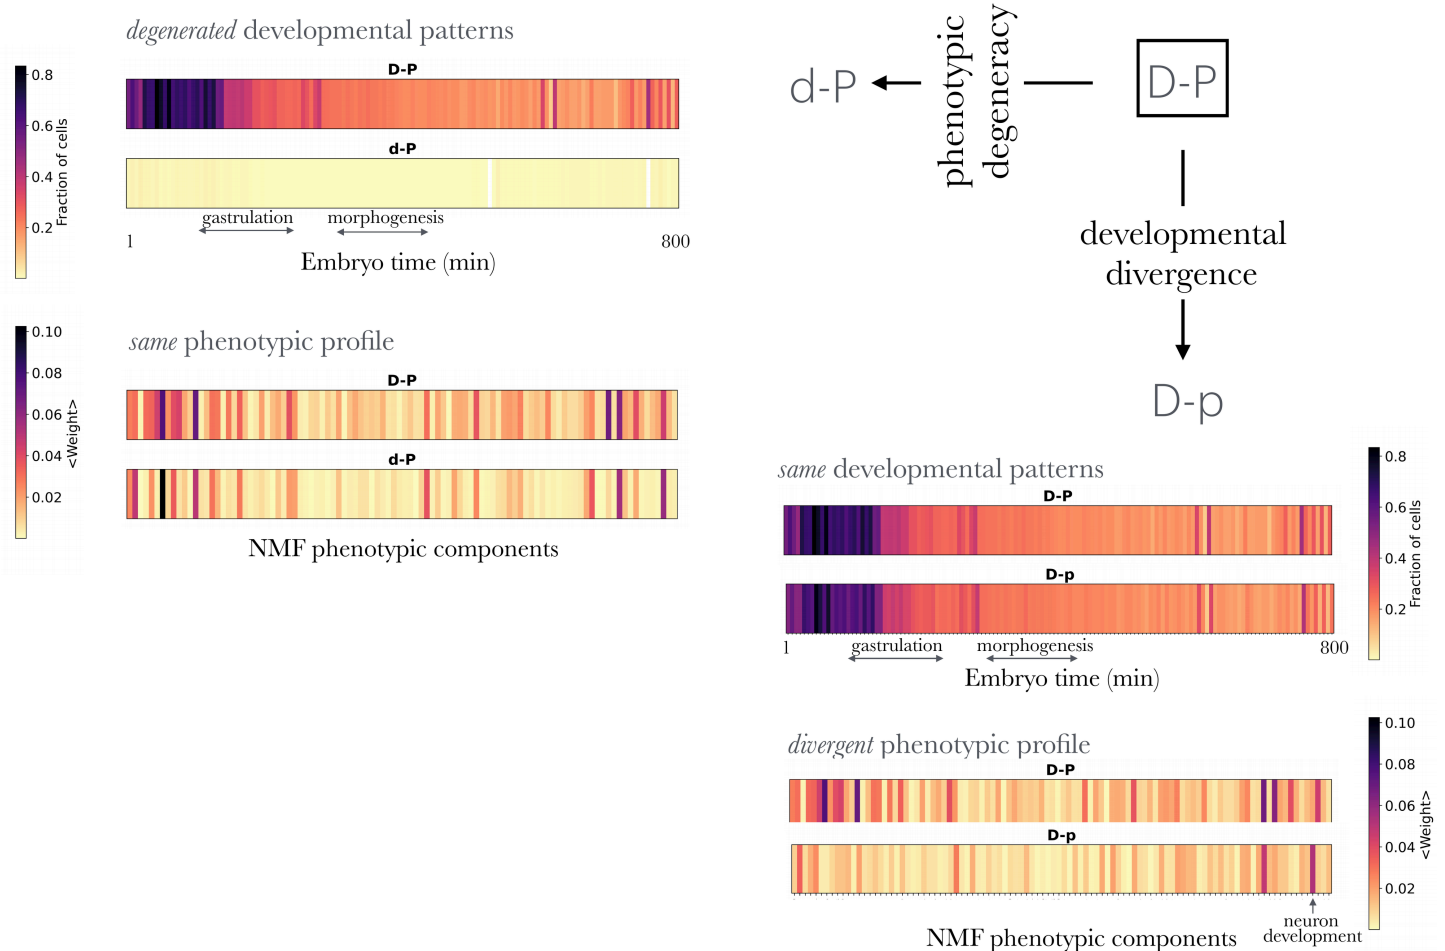 degenerated developmental patterns
D-P
0.8
0.6
0.4
0.2
Fraction of cells
d-P
gastrulation
morphogenesis
1
800
Embryo time (min)
same phenotypic profile
D-P
0.10
0.08
0.06
0.04
0.02
<Weight>
d-P
NMF phenotypic components
d-P
phenotypic
degeneracy
D-P
developmental
divergence
D-p
same developmental patterns
D-P
0.8
0.6
0.4
0.2
Fraction of cells
D-p
1
800
gastrulation
morphogenesis
Embryo time (min)
divergent phenotypic profile
D-P
0.10
0.08
0.06
0.04
0.02
<Weight>
D-p
neuron
development
NMF phenotypic components